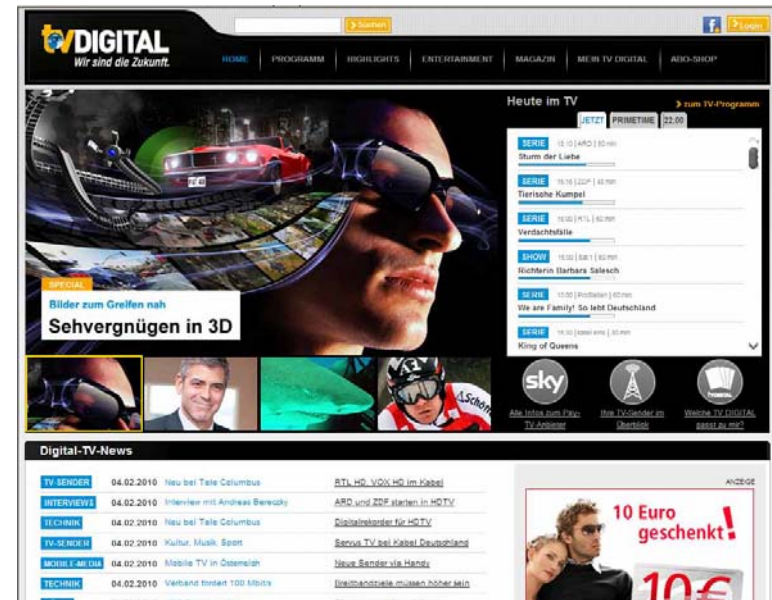 Suchen
Login
tv DIGITAL
Wir sind die Zukunft.
HOME PROGRAMM HIGHLIGHTS ENTERTAINMENT MAGAZIN MEIN TV DIGITAL ABO-SHOP
SPECIAL
Bilder zum Greifen nah
Sehvergnügen in 3D
Heute im TV
zum TV-Programm
JETZT PRIMETIME 22:00
SERIE 15:10 | ARD | 50 min
Sturm der Liebe
SERIE
Tierische Kumpel
SERIE
Verdachtsfälle
SHOW
Richterin Barbara Salesch
SERIE
We are Family! So lebt Deutschland
SERIE
King of Queens
sky
Alle Infos zum Pay-
TV-Anbieter
Ihre TV-Sender im
Überblick
Welche TV DIGITAL
passt zu mir?
Digital-TV-News
TV-SENDER 04.02.2010 Neu bei Tele Columbus RTL HD, VOX HD im Kabel
INTERVIEWS 04.02.2010 Interview mit Andreas Bereczky ARD und ZDF starten in HDTV
TECHNIK 04.02.2010 Neu bei Tele Columbus Digitalrekorder für HDTV
TV-SENDER 04.02.2010 Kultur, Musik, Sport Servus TV bei Kabel Deutschland
MOBILE-MEDIA 04.02.2010 Mobile TV in Österreich Neue Sender via Handy
TECHNIK 04.02.2010 Verband fordert 100 Mbit/s Breitbandziele müssen höher sein
ANZEIGE
10 Euro
geschenkt!
10€